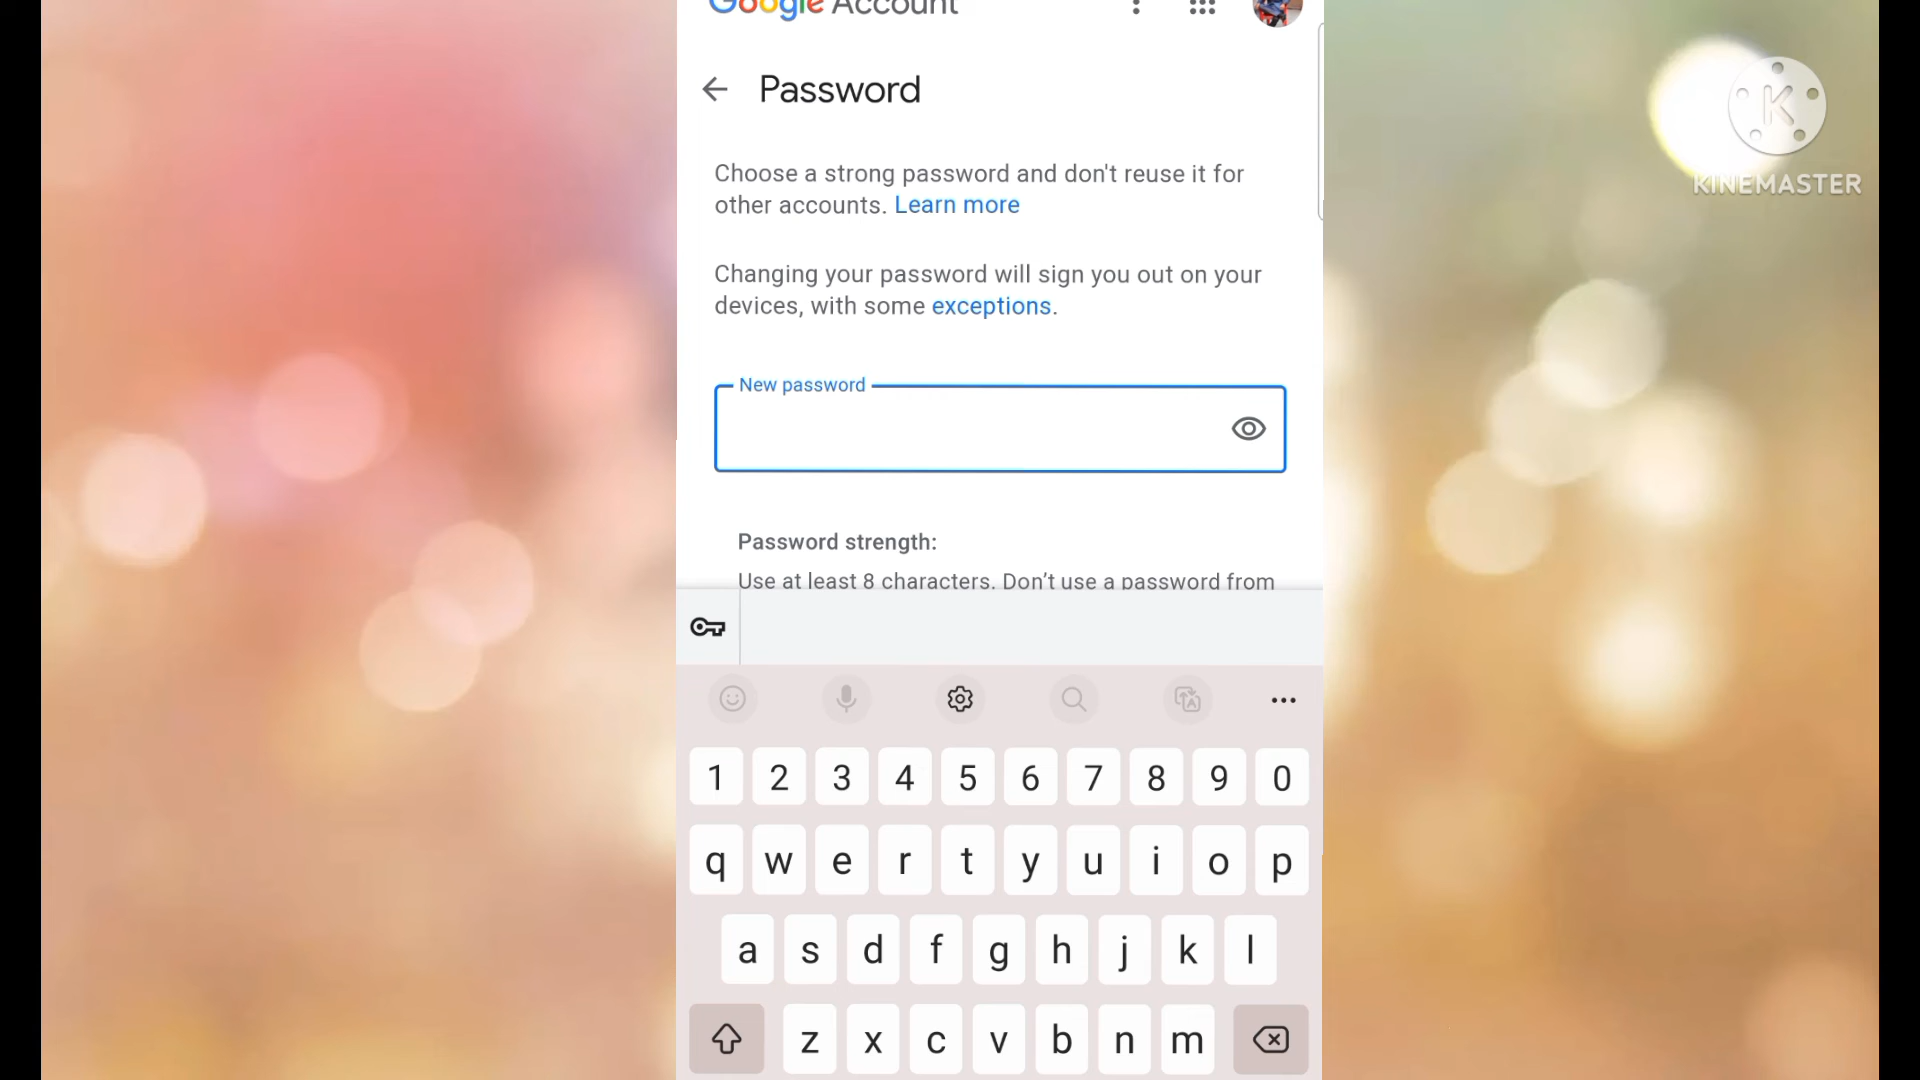 Google Account
Password
Choose a strong password and don't reuse it for
other accounts. Learn more
Changing your password will sign you out on your
devices, with some exceptions.
New password
Password strength:
Use at least 8 characters. Don’t use a password from
1 2 3 4 5 6 7 8 9 0
q w e r t y u i o p
a s d f g h j k l
z x c v b n m
K
KINEMASTER